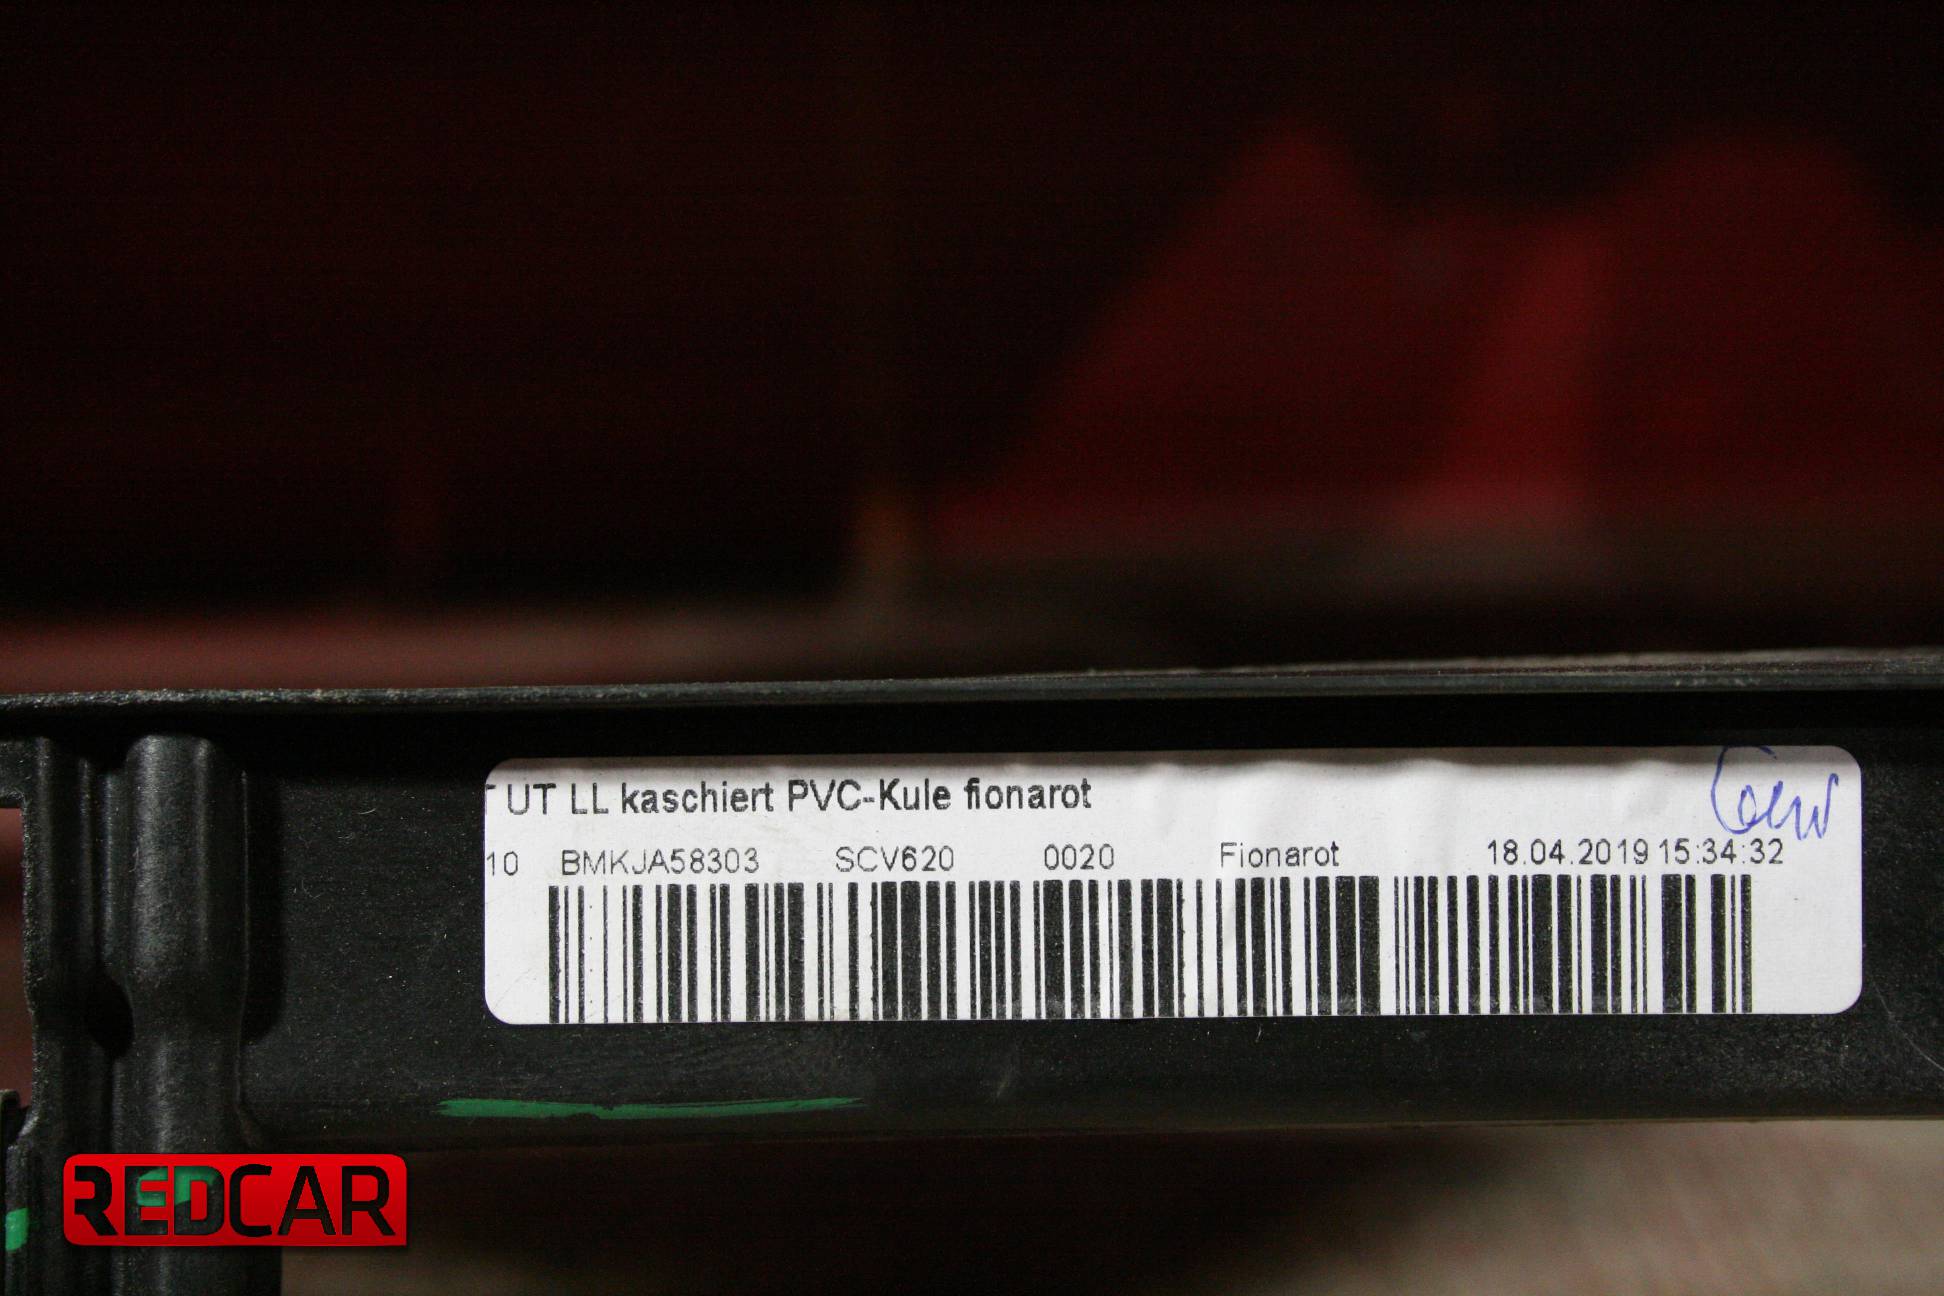 UT LL kaschiert PVC-Kule fionarot
10 BMKJA58303 SCV620 0020 Fionarot 18.04.2019 15:34:32
REDCAR